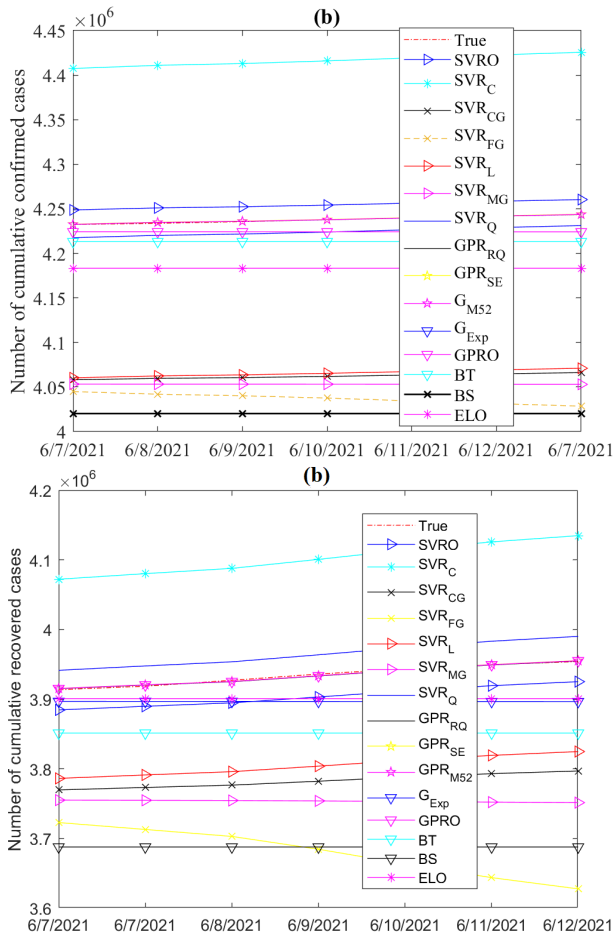 (b)
×10^6
Number of cumulative confirmed cases
4.45
4.4
4.35
4.3
4.25
4.2
4.15
4.1
4.05
4
True
SVRO
SVR_C
SVR_CG
SVR_FG
SVR_L
SVR_MG
SVR_Q
GPR_RQ
GPR_SE
G_M52
G_Exp
GPRO
BT
BS
ELO
6/7/2021 6/8/2021 6/9/2021 6/10/2021 6/11/2021 6/12/2021 6/7/2021
(b)
×10^6
Number of cumulative recovered cases
4.2
4.1
4
3.9
3.8
3.7
3.6
True
SVRO
SVR_C
SVR_CG
SVR_FG
SVR_L
SVR_MG
SVR_Q
GPR_RQ
GPR_SE
GPR_M52
G_Exp
GPRO
BT
BS
ELO
6/7/2021 6/7/2021 6/8/2021 6/9/2021 6/10/2021 6/11/2021 6/12/2021